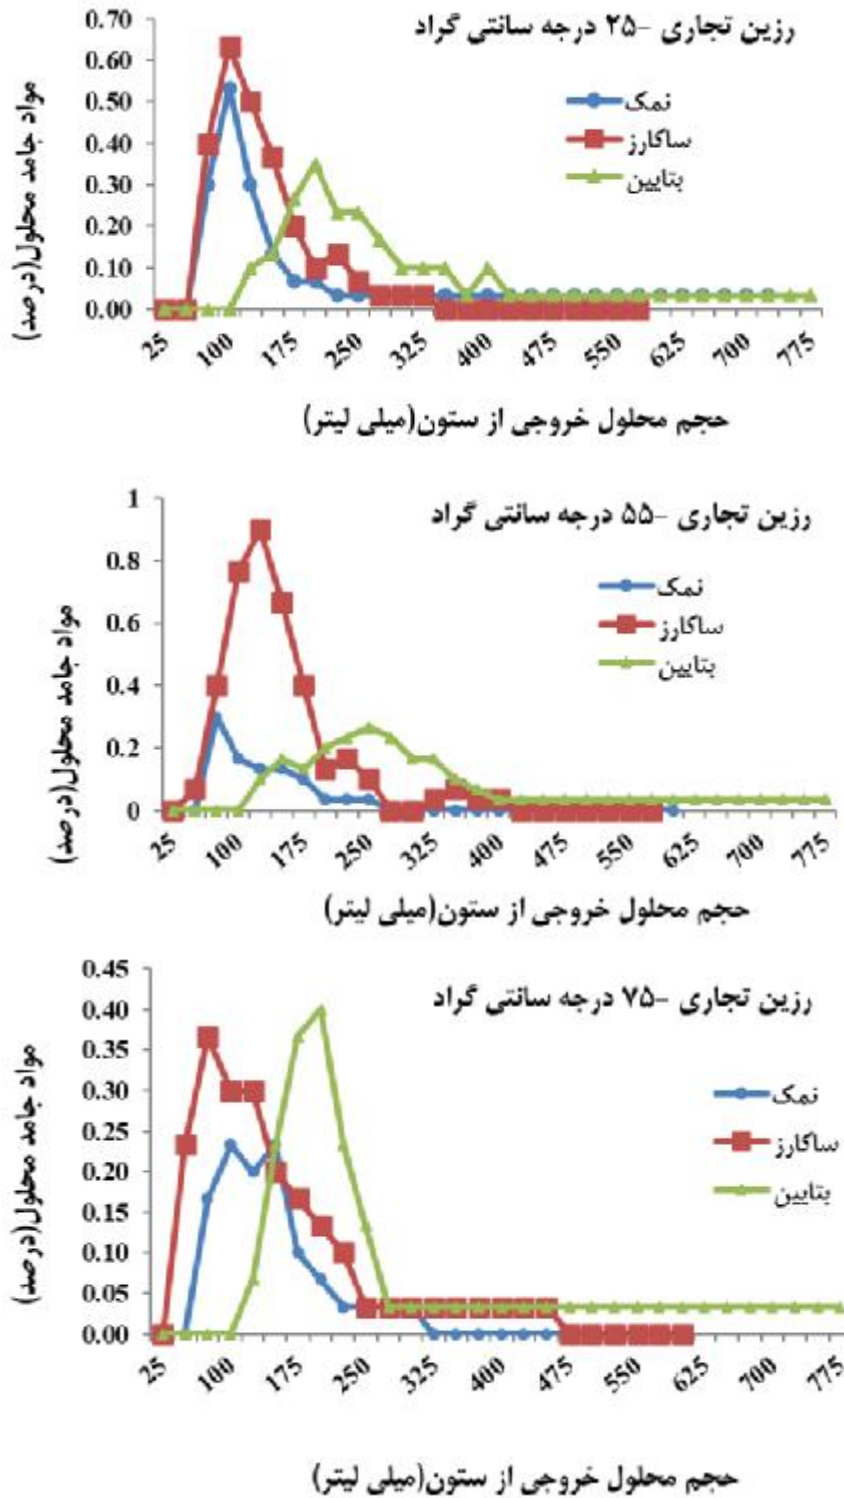 رزین تجاری -۲۵ درجه سانتی گراد
مواد جامد محلول(درصد)
0.70
0.60
0.50
0.40
0.30
0.20
0.10
0.00
نمک
ساکارز
بتایین
25 100 175 250 325 400 475 550 625 700 775
حجم محلول خروجی از ستون(میلی لیتر)
رزین تجاری -۵۵ درجه سانتی گراد
مواد جامد محلول(درصد)
1
0.8
0.6
0.4
0.2
0
نمک
ساکارز
بتایین
25 100 175 250 325 400 475 550 625 700 775
حجم محلول خروجی از ستون(میلی لیتر)
رزین تجاری -۷۵ درجه سانتی گراد
مواد جامد محلول(درصد)
0.45
0.40
0.35
0.30
0.25
0.20
0.15
0.10
0.05
0.00
نمک
ساکارز
بتایین
25 100 175 250 325 400 475 550 625 700 775
حجم محلول خروجی از ستون(میلی لیتر)